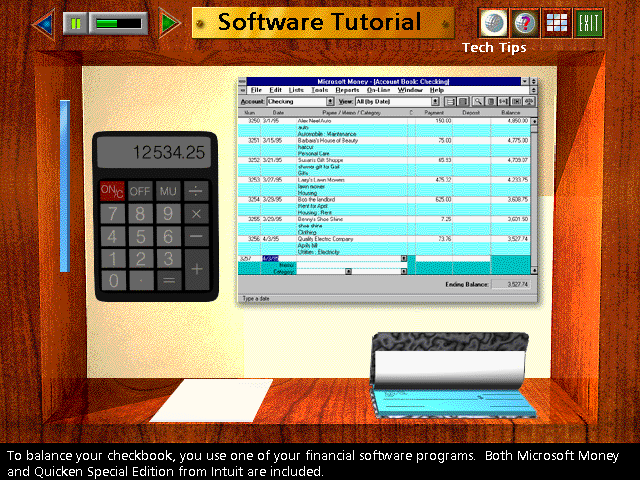 Software Tutorial
EXIT
Tech Tips
Microsoft Money - [Account Book: Checking]
File Edit Lists Tools Reports On-Line Window Help
Account: Checking View: All (by Date)
Num Date Payee / Memo / Category C Payment Deposit Balance
3250 3/1/95 Alex Neel Auto 150.00 4,850.00
auto
Automobile : Maintenance
3251 3/15/95 Barbara's House of Beauty 75.00 4,775.00
haircut
Personal Care
3252 3/21/95 Susan's Gift Shoppe 65.93 4,709.07
shower gift for Gail
Gifts
3253 3/27/95 Larry's Lawn Mowers 475.32 4,233.75
lawn mower
Housing
3254 3/29/95 Bob the landlord 625.00 3,608.75
Rent for April
Housing : Rent
3255 3/29/95 Benny's Shoe Shine 7.25 3,601.50
shoe shine
Clothing
3256 4/3/95 Quality Electric Company 73.76 3,527.74
April bill
Utilities : Electricity
3257 4/3/95
Memo:
Category:
Ending Balance: 3,527.74
Type a date
12534.25
ON/C OFF MU ÷
7 8 9 ×
4 5 6 −
1 2 3 +
0 . =
To balance your checkbook, you use one of your financial software programs. Both Microsoft Money
and Quicken Special Edition from Intuit are included.